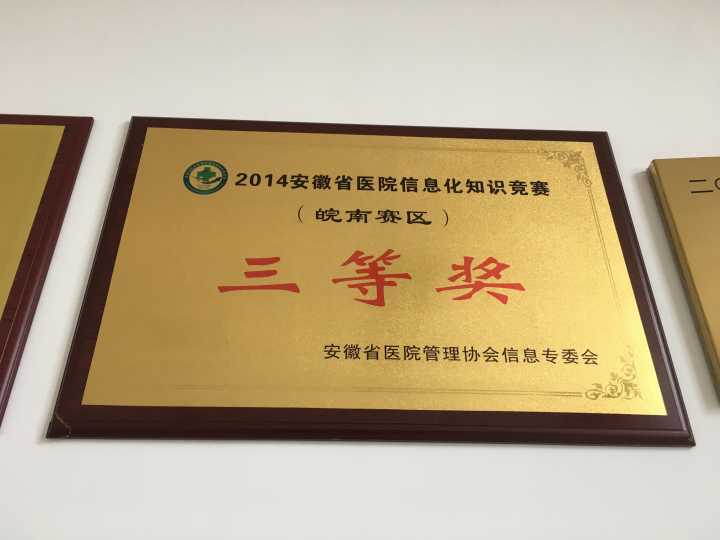 2014安徽省医院信息化知识竞赛
（皖南赛区）
三等奖
安徽省医院管理协会信息专委会
二